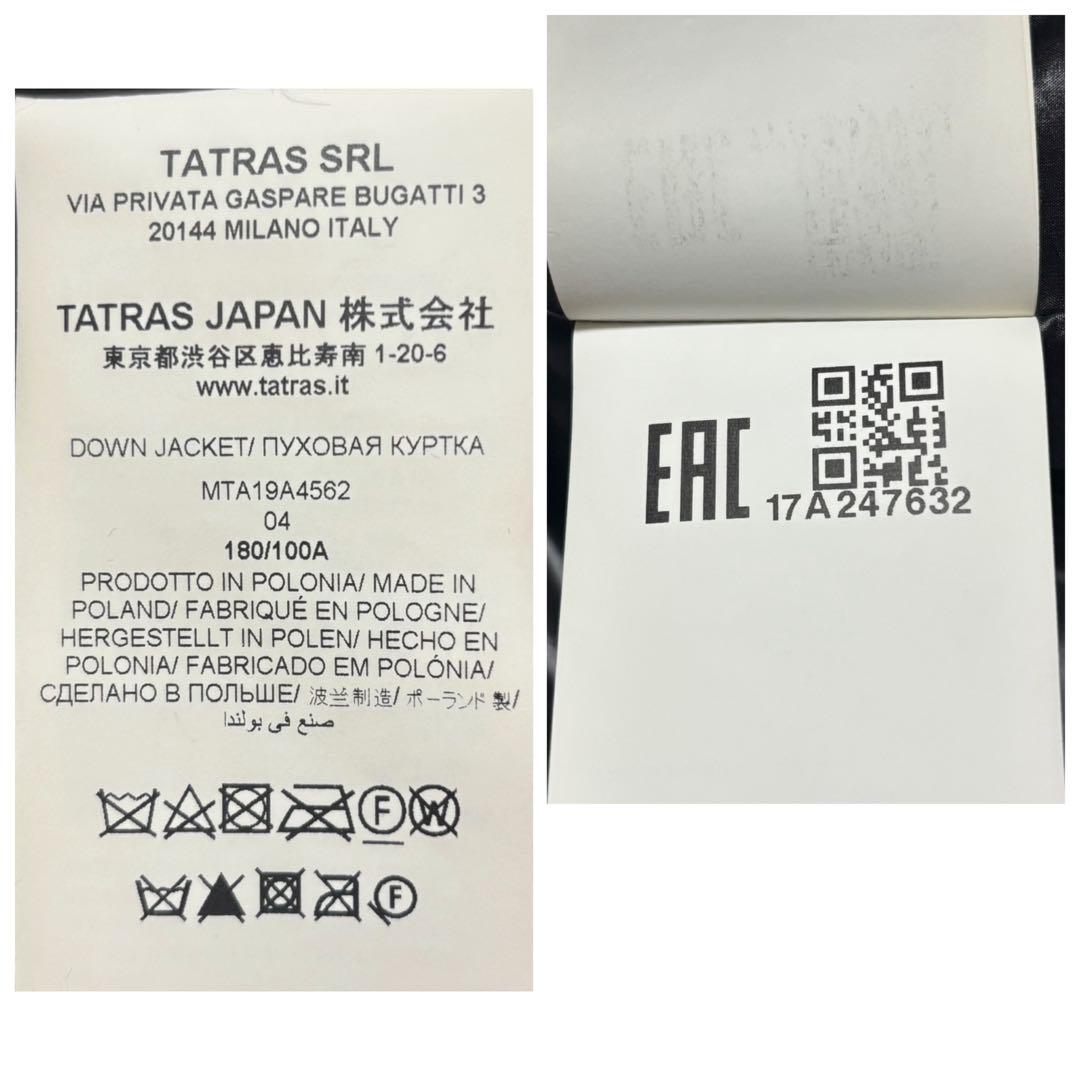 TATRAS SRL
VIA PRIVATA GASPARE BUGATTI 3
20144 MILANO ITALY
TATRAS JAPAN 株式会社
東京都渋谷区恵比寿南 1-20-6
www.tatras.it
DOWN JACKET/ ПУХОВАЯ КУРТКА
MTA19A4562
04
180/100A
PRODOTTO IN POLONIA/ MADE IN
POLAND/ FABRIQUÉ EN POLOGNE/
HERGESTELLT IN POLEN/ HECHO EN
POLONIA/ FABRICADO EM POLÓNIA/
СДЕЛАНО В ПОЛЬШЕ/ 波兰制造/ ポーランド 製/
صنع في بولندا
F W
F
EAC
17A247632